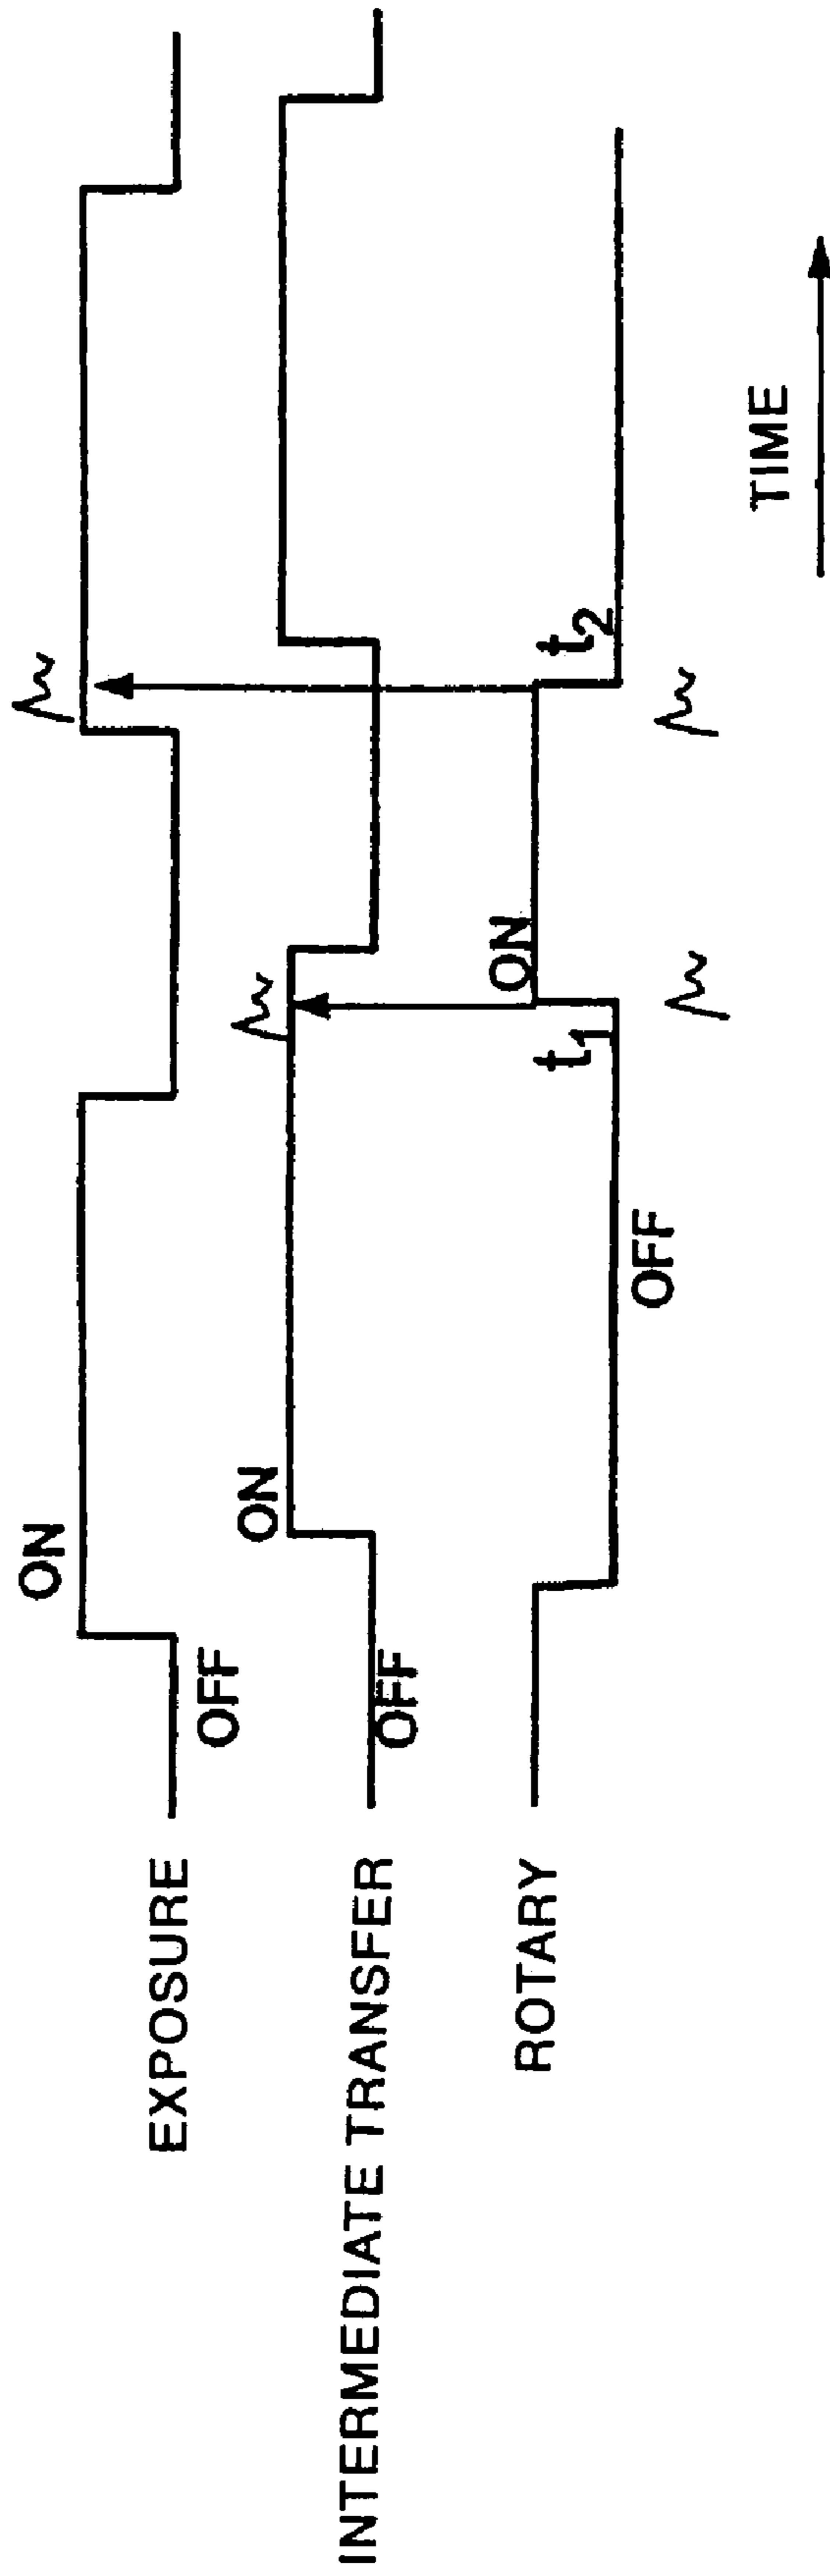 EXPOSURE
OFF
ON
INTERMEDIATE TRANSFER
OFF
ON
ROTARY
OFF
t1
ON
t2
TIME